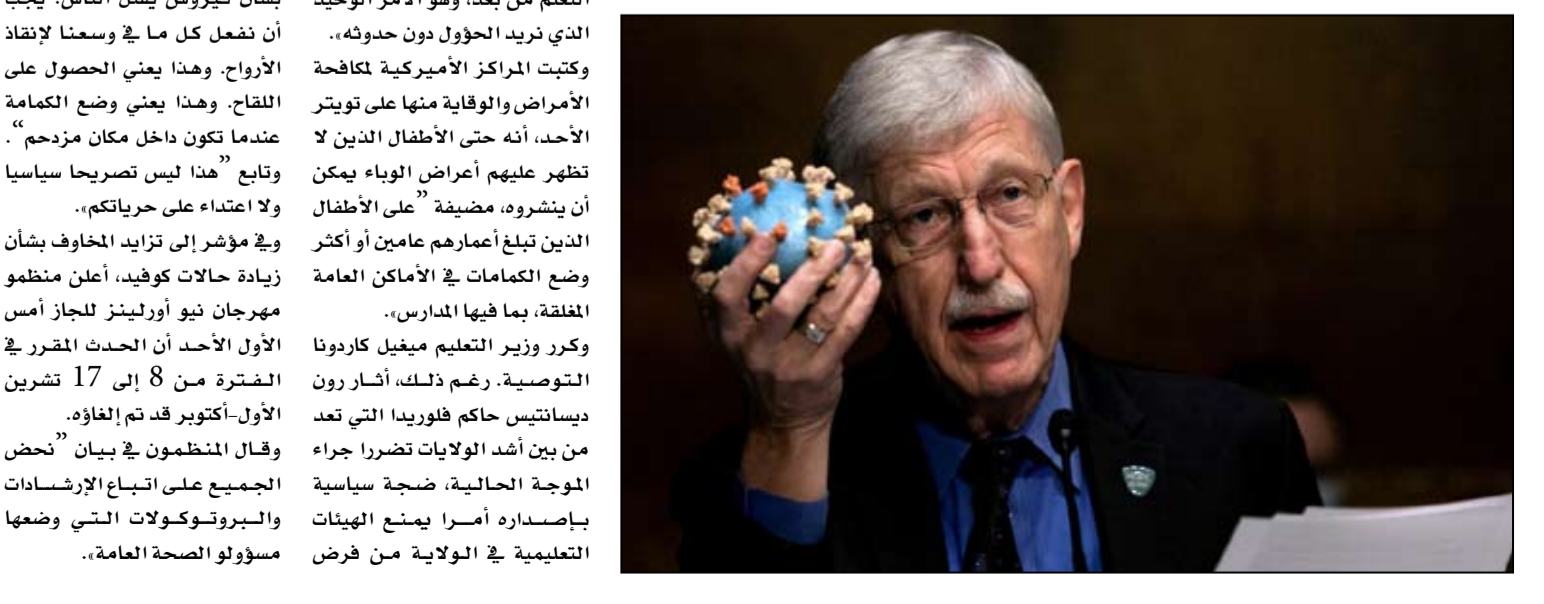 التعلم من بعد، وهو الأمر الوحيد
الذي نريد الحؤول دون حدوثه».
وكتبت المراكز الأميركية لمكافحة
الأمراض والوقاية منها على تويتر
الأحد، أنه حتى الأطفال الذين لا
تظهر عليهم أعراض الوباء يمكن
أن ينشروه، مضيفة ”على الأطفال
الذين تبلغ أعمارهم عامين أو أكثر
وضع الكمامات في الأماكن العامة
المغلقة، بما فيها المدارس».
وكرر وزير التعليم ميغيل كاردونا
التوصية. رغم ذلك، أثار رون
ديسانتيس حاكم فلوريدا التي تعد
من بين أشد الولايات تضررا جراء
الموجة الحالية، ضجة سياسية
بإصداره أمرا يمنع الهيئات
التعليمية في الولاية من فرض
بشأن فيروس يقتل الناس. يجب
أن نفعل كل ما في وسعنا لإنقاذ
الأرواح. وهذا يعني الحصول على
اللقاح. وهذا يعني وضع الكمامة
عندما تكون داخل مكان مزدحم“.
وتابع ”هذا ليس تصريحا سياسيا
ولا اعتداء على حرياتكم».
وفي مؤشر إلى تزايد المخاوف بشأن
زيادة حالات كوفيد، أعلن منظمو
مهرجان نيو أورلينز للجاز أمس
الأول الأحد أن الحدث المقرر في
الفترة من 8 إلى 17 تشرين
الأول-أكتوبر قد تم إلغاؤه.
وقال المنظمون في بيان ”نحض
الجميع على اتباع الإرشادات
والبروتوكولات التي وضعها
مسؤولو الصحة العامة».